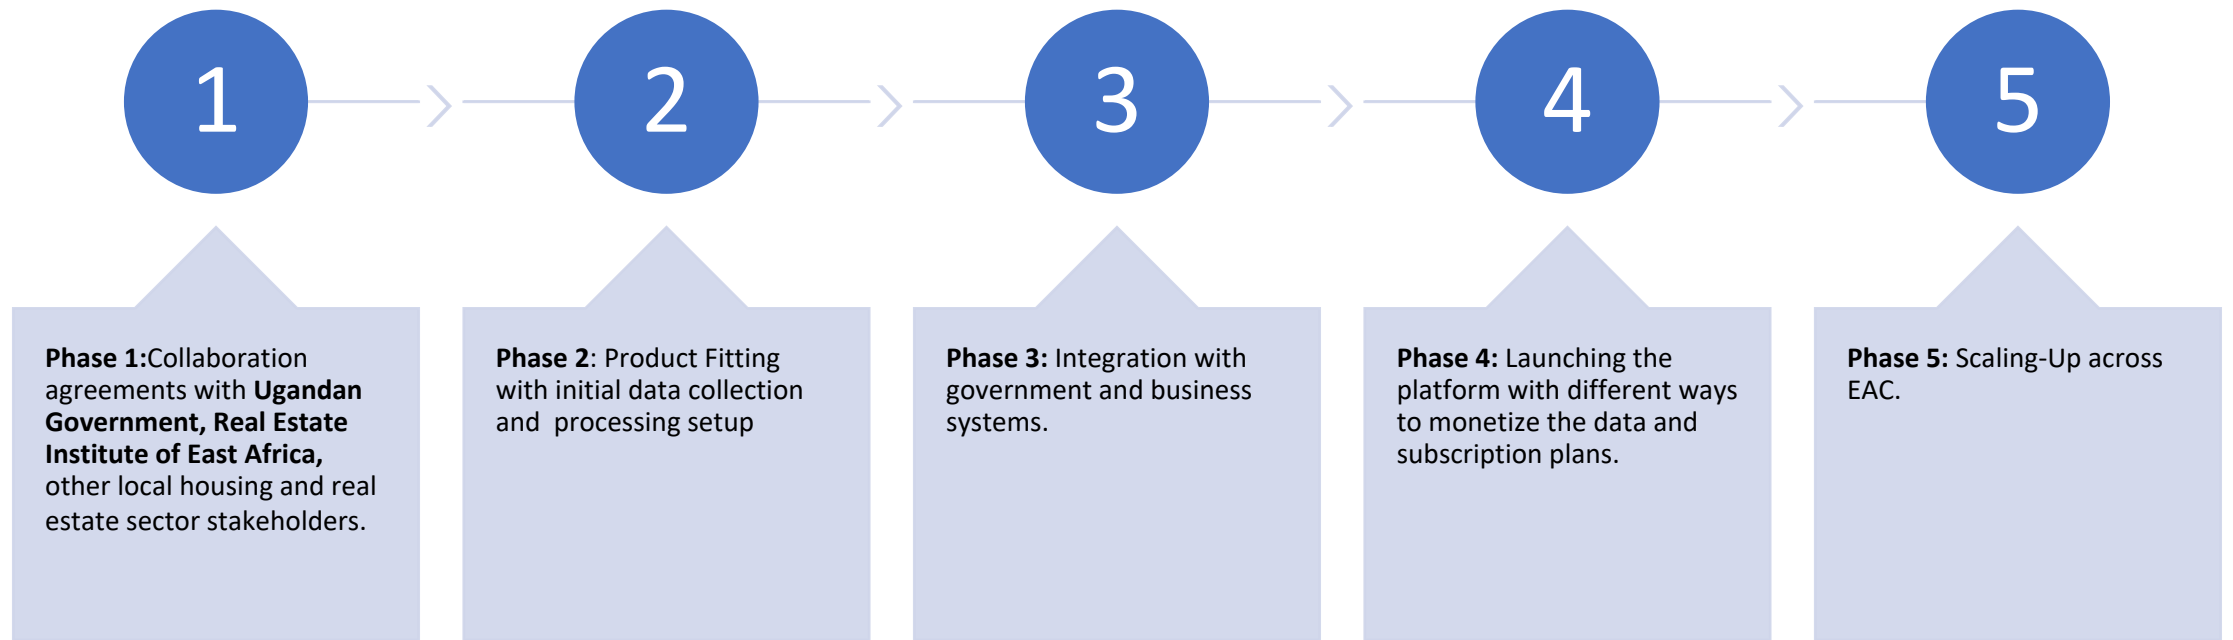 1
2
3
4
5
Phase 1:Collaboration
agreements with Ugandan
Government, Real Estate
Institute of East Africa,
other local housing and real
estate sector stakeholders.
Phase 2: Product Fitting
with initial data collection
and  processing setup
Phase 3: Integration with
government and business
systems.
Phase 4: Launching the
platform with different ways
to monetize the data and
subscription plans.
Phase 5: Scaling-Up across
EAC.